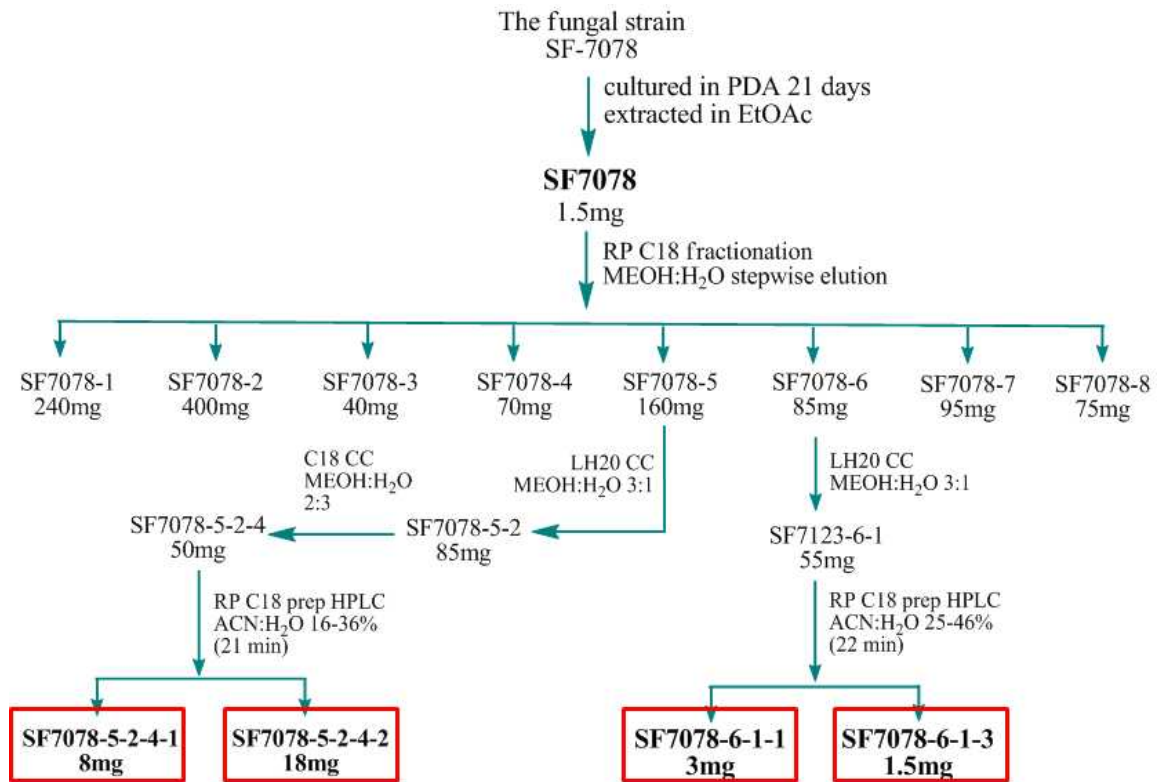 The fungal strain
SF-7078
cultured in PDA 21 days
extracted in EtOAc
SF7078
1.5mg
RP C18 fractionation
MEOH:H₂O stepwise elution
SF7078-1
240mg
SF7078-2
400mg
SF7078-3
40mg
SF7078-4
70mg
SF7078-5
160mg
SF7078-6
85mg
SF7078-7
95mg
SF7078-8
75mg
C18 CC
MEOH:H₂O
2:3
LH20 CC
MEOH:H₂O 3:1
LH20 CC
MEOH:H₂O 3:1
SF7078-5-2-4
50mg
SF7078-5-2
85mg
SF7123-6-1
55mg
RP C18 prep HPLC
ACN:H₂O 16-36%
(21 min)
RP C18 prep HPLC
ACN:H₂O 25-46%
(22 min)
SF7078-5-2-4-1
8mg
SF7078-5-2-4-2
18mg
SF7078-6-1-1
3mg
SF7078-6-1-3
1.5mg